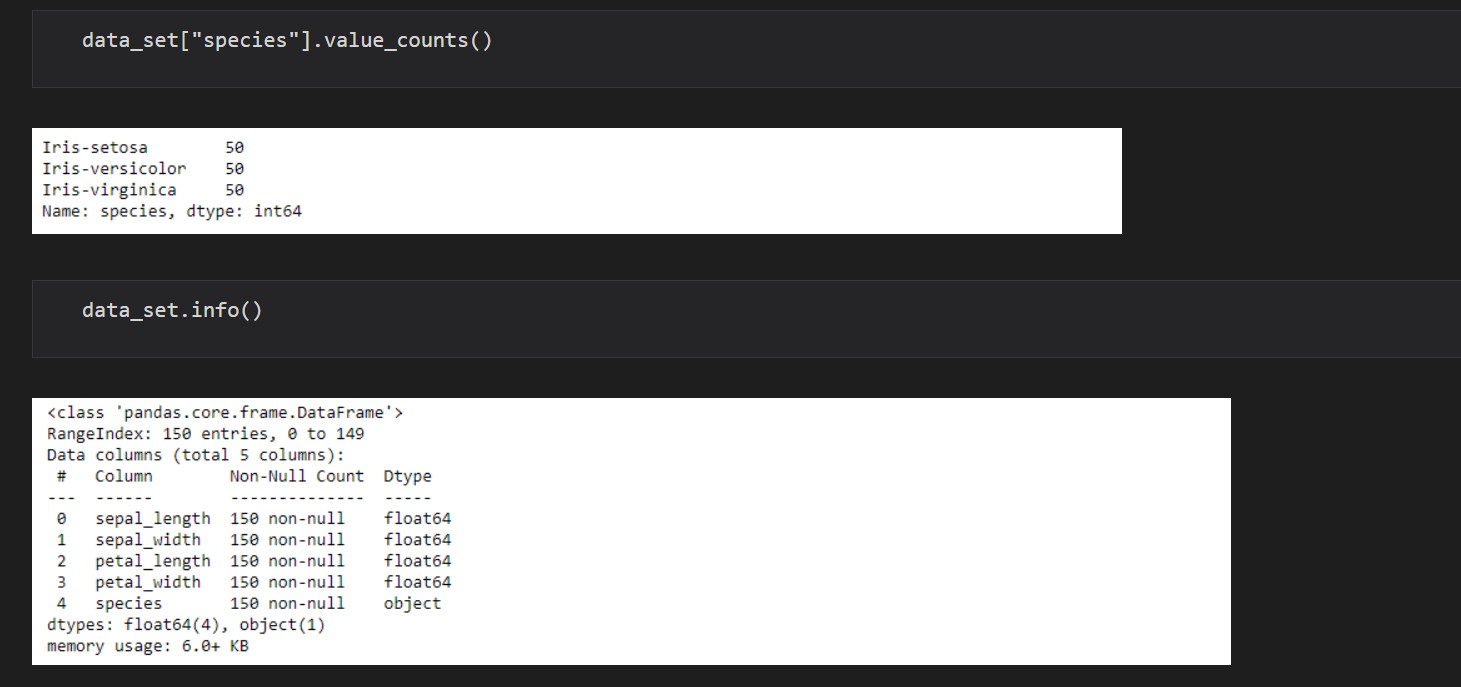 data_set["species"].value_counts()
Iris-setosa        50
Iris-versicolor    50
Iris-virginica     50
Name: species, dtype: int64
data_set.info()
<class 'pandas.core.frame.DataFrame'>
RangeIndex: 150 entries, 0 to 149
Data columns (total 5 columns):
 #   Column        Non-Null Count  Dtype
---  ------        --------------  -----
 0   sepal_length  150 non-null    float64
 1   sepal_width   150 non-null    float64
 2   petal_length  150 non-null    float64
 3   petal_width   150 non-null    float64
 4   species       150 non-null    object
dtypes: float64(4), object(1)
memory usage: 6.0+ KB